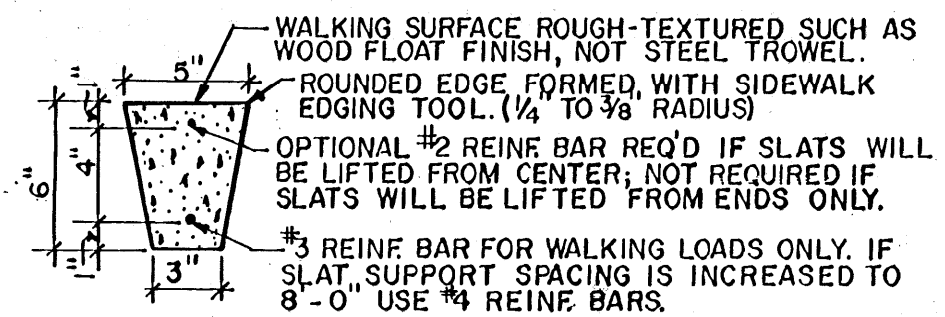 WALKING SURFACE ROUGH-TEXTURED SUCH AS
WOOD FLOAT FINISH, NOT STEEL TROWEL.
5"
ROUNDED EDGE FORMED WITH SIDEWALK
EDGING TOOL. (1/4" TO 3/8" RADIUS)
1"
4"
6"
OPTIONAL #2 REINF. BAR REQ'D IF SLATS WILL
BE LIFTED FROM CENTER; NOT REQUIRED IF
SLATS WILL BE LIFTED FROM ENDS ONLY.
1"
3"
#3 REINF. BAR FOR WALKING LOADS ONLY. IF
SLAT SUPPORT SPACING IS INCREASED TO
8'-0" USE #4 REINF. BARS.